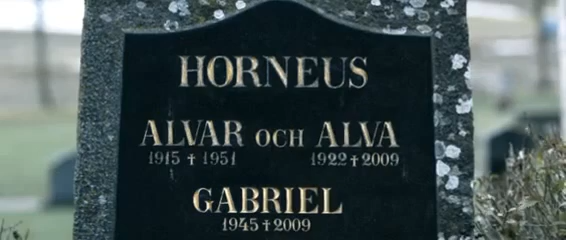 HORNEUS
ALVAR OCH ALVA
1915 † 1951 1922 † 2009
GABRIEL
1945 † 2009